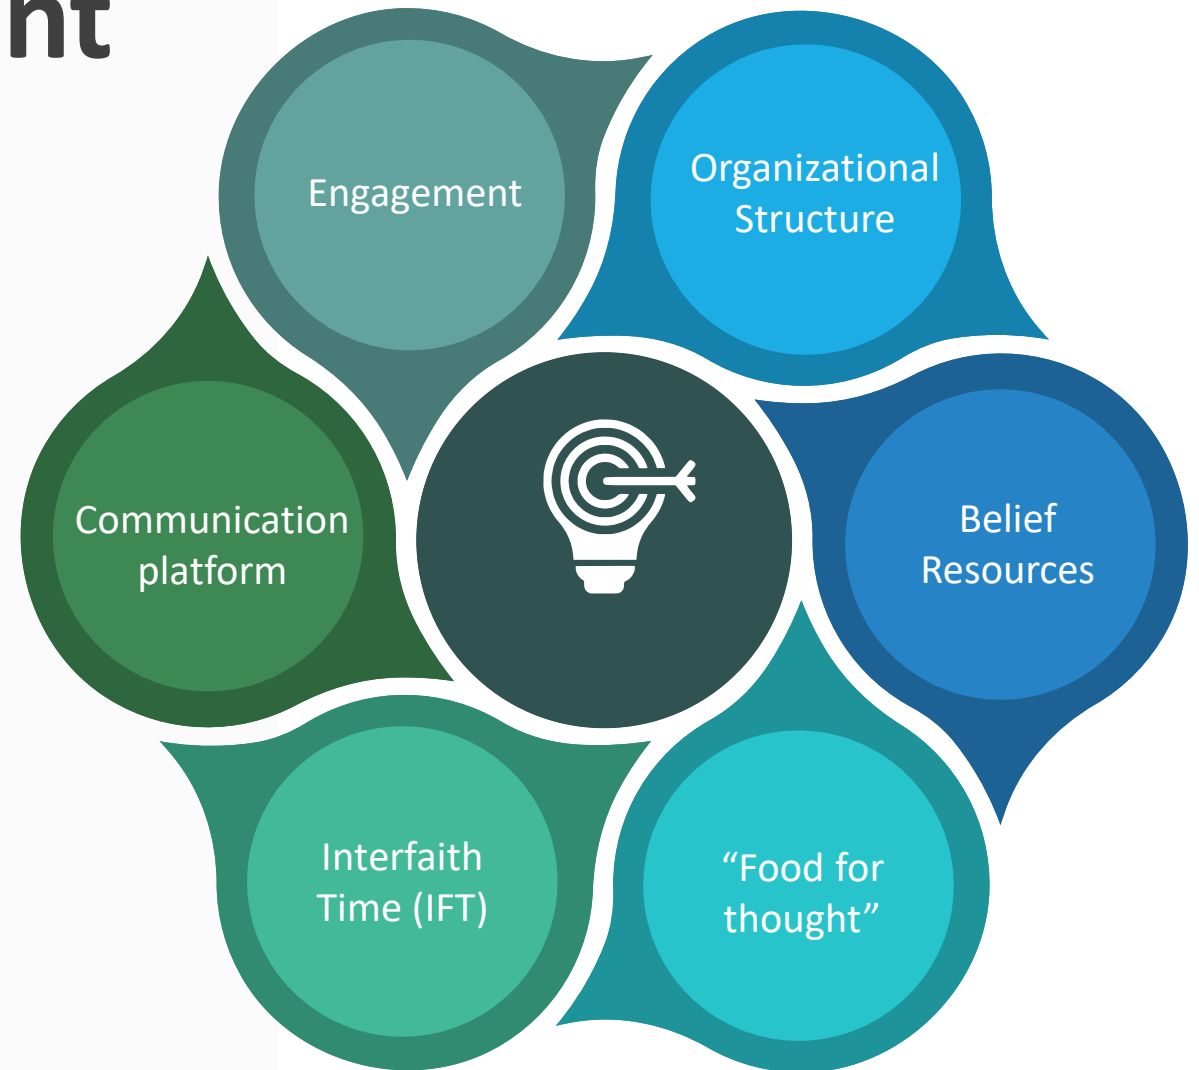 nt
Engagement
Organizational
Structure
Belief
Resources
“Food for
thought”
Interfaith
Time (IFT)
Communication
platform